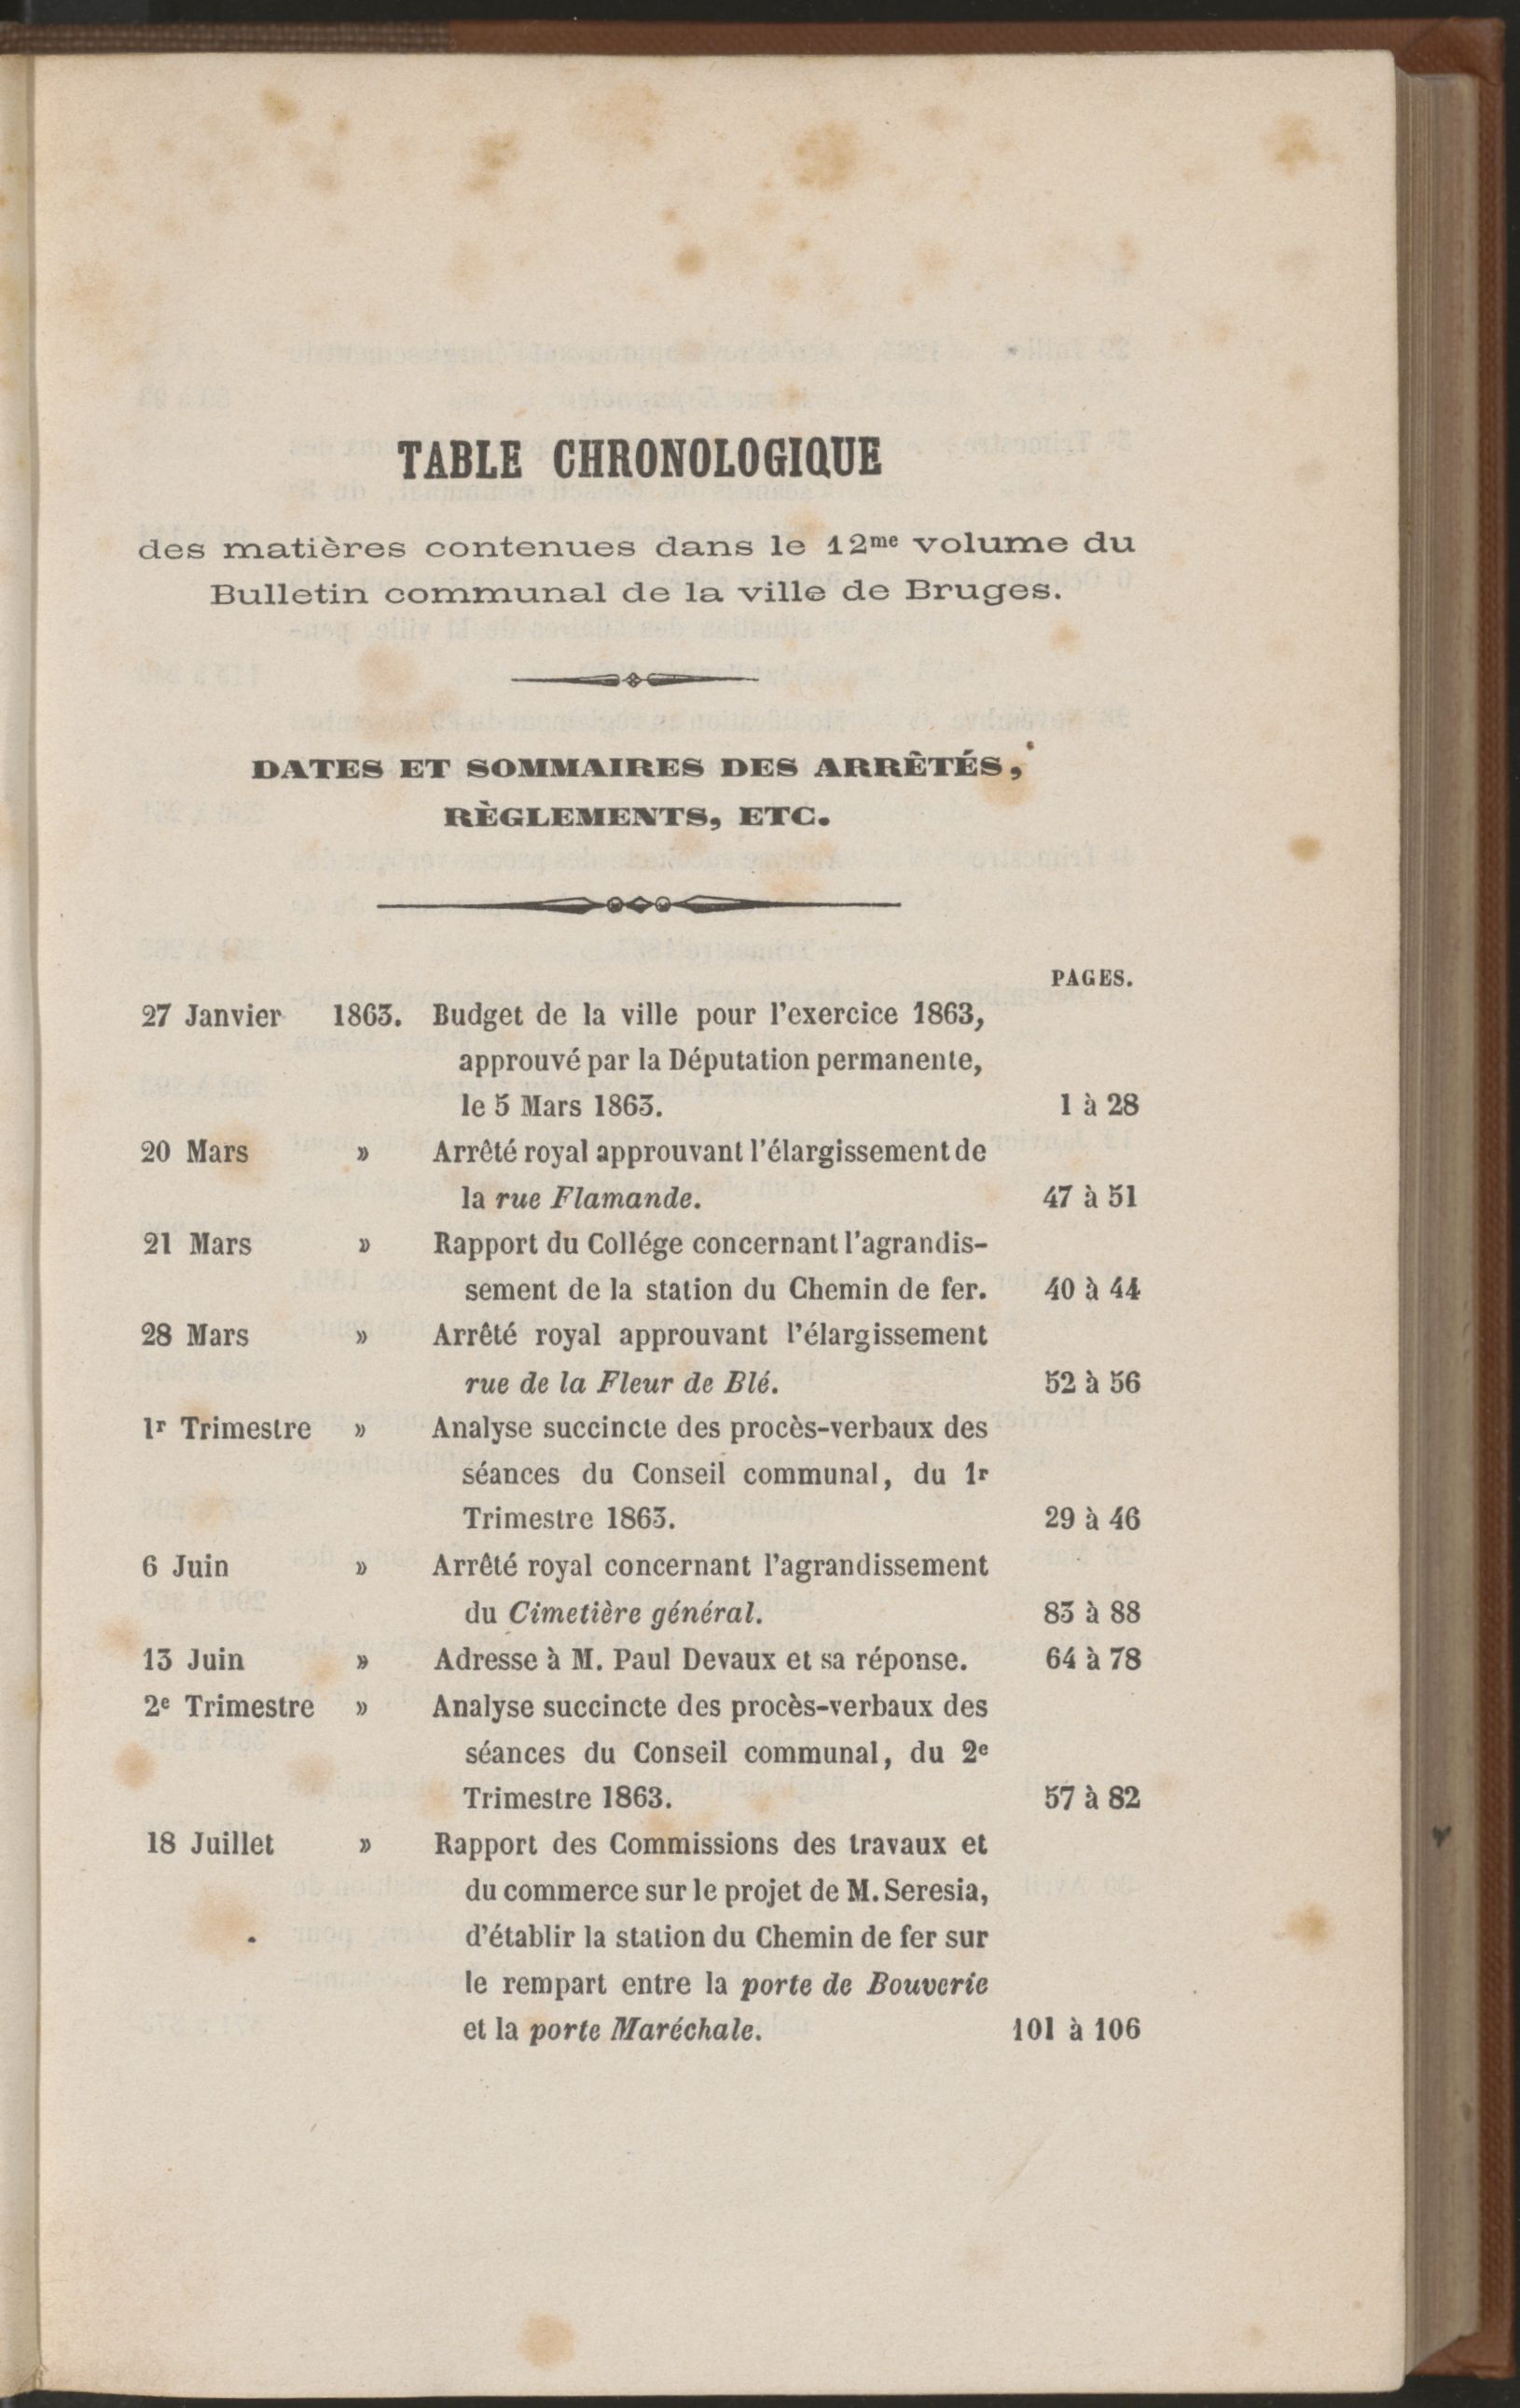 TABLE CHRONOLOGIQUE
des matières contenues dans le 12me volume du
Bulletin communal de la ville de Bruges.
DATES ET SOMMAIRES DES ARRÊTÉS,
RÈGLEMENTS, ETC.
PAGES.
27 Janvier 1863. Budget de la ville pour l'exercice 1863,
approuvé par la Députation permanente,
le 5 Mars 1863. 1 à 28
20 Mars » Arrêté royal approuvant l'élargissement de
la rue Flamande. 47 à 51
21 Mars » Rapport du Collége concernant l'agrandis-
sement de la station du Chemin de fer. 40 à 44
28 Mars » Arrêté royal approuvant l'élargissement
rue de la Fleur de Blé. 52 à 56
1r Trimestre » Analyse succincte des procès-verbaux des
séances du Conseil communal, du 1r
Trimestre 1863. 29 à 46
6 Juin » Arrêté royal concernant l'agrandissement
du Cimetière général. 83 à 88
13 Juin » Adresse à M. Paul Devaux et sa réponse. 64 à 78
2e Trimestre » Analyse succincte des procès-verbaux des
séances du Conseil communal, du 2e
Trimestre 1863. 57 à 82
18 Juillet » Rapport des Commissions des travaux et
du commerce sur le projet de M. Seresia,
d'établir la station du Chemin de fer sur
le rempart entre la porte de Bouverie
et la porte Maréchale. 101 à 106